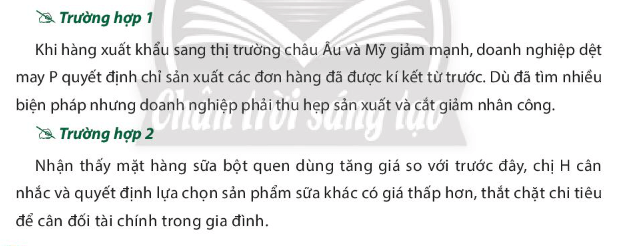 Trường hợp 1
Khi hàng xuất khẩu sang thị trường châu Âu và Mỹ giảm mạnh, doanh nghiệp dệt
may P quyết định chỉ sản xuất các đơn hàng đã được kí kết từ trước. Dù đã tìm nhiều
biện pháp nhưng doanh nghiệp phải thu hẹp sản xuất và cắt giảm nhân công.
Chân trời sáng tạo
Trường hợp 2
Nhận thấy mặt hàng sữa bột quen dùng tăng giá so với trước đây, chị H cân
nhắc và quyết định lựa chọn sản phẩm sữa khác có giá thấp hơn, thắt chặt chi tiêu
để cân đối tài chính trong gia đình.